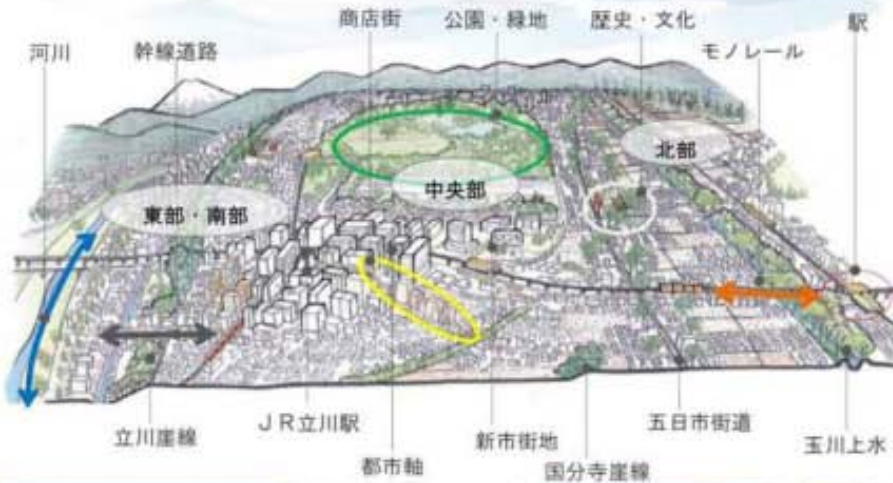 商店街
公園・緑地
歴史・文化
駅
河川
幹線道路
モノレール
北部
中央部
東部・南部
立川崖線
JR立川駅
都市軸
新市街地
国分寺崖線
五日市街道
玉川上水